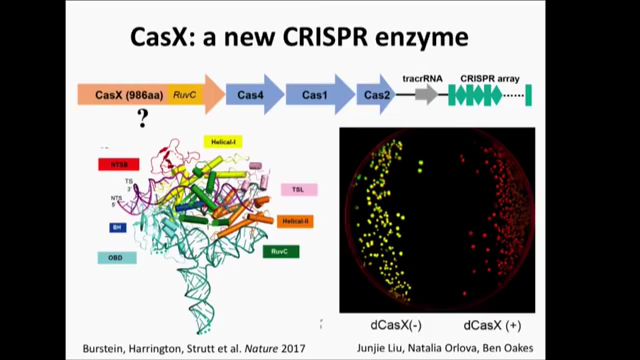 CasX: a new CRISPR enzyme
tracrRNA CRISPR array
CasX (986aa) RuvC Cas4 Cas1 Cas2
?
Helical-I
NTSB
TS
3'
TSL
NTS
5'
BH
Helical-II
OBD
RuvC
dCasX(-) dCasX (+)
Burstein, Harrington, Strutt et al. Nature 2017
Junjie Liu, Natalia Orlova, Ben Oakes